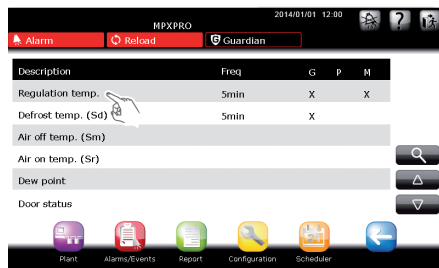 2014/01/01 12:00
MPXPRO
Alarm Reload Guardian
?
Description Freq G P M
Regulation temp. 5min X X
Defrost temp. (Sd) 5min X
Air off temp. (Sm)
Air on temp. (Sr)
Dew point
Door status
Plant Alarms/Events Report Configuration Scheduler